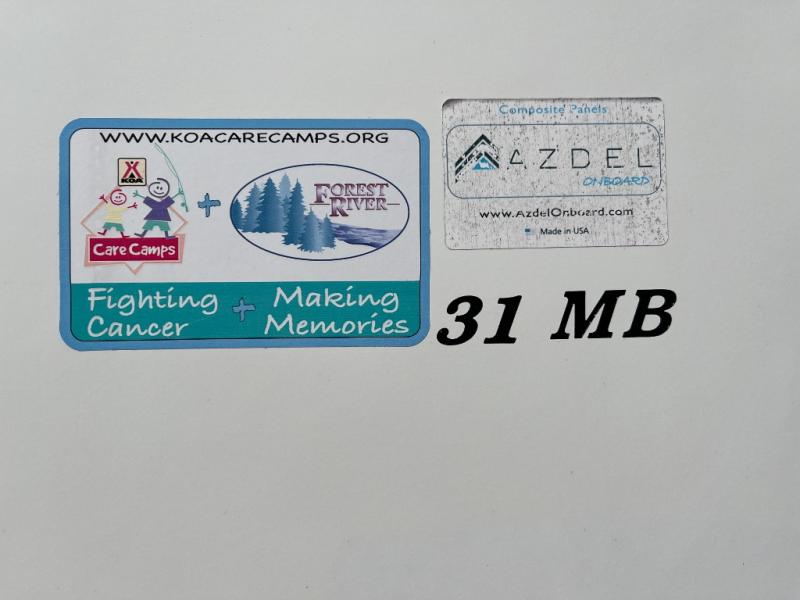 WWW.KOACARECAMPS.ORG
KOA
Care Camps
+
FOREST
RIVER
Fighting + Making
Cancer Memories
Composite Panels
AZDEL
ONBOARD
www.AzdelOnboard.com
Made in USA
31 MB